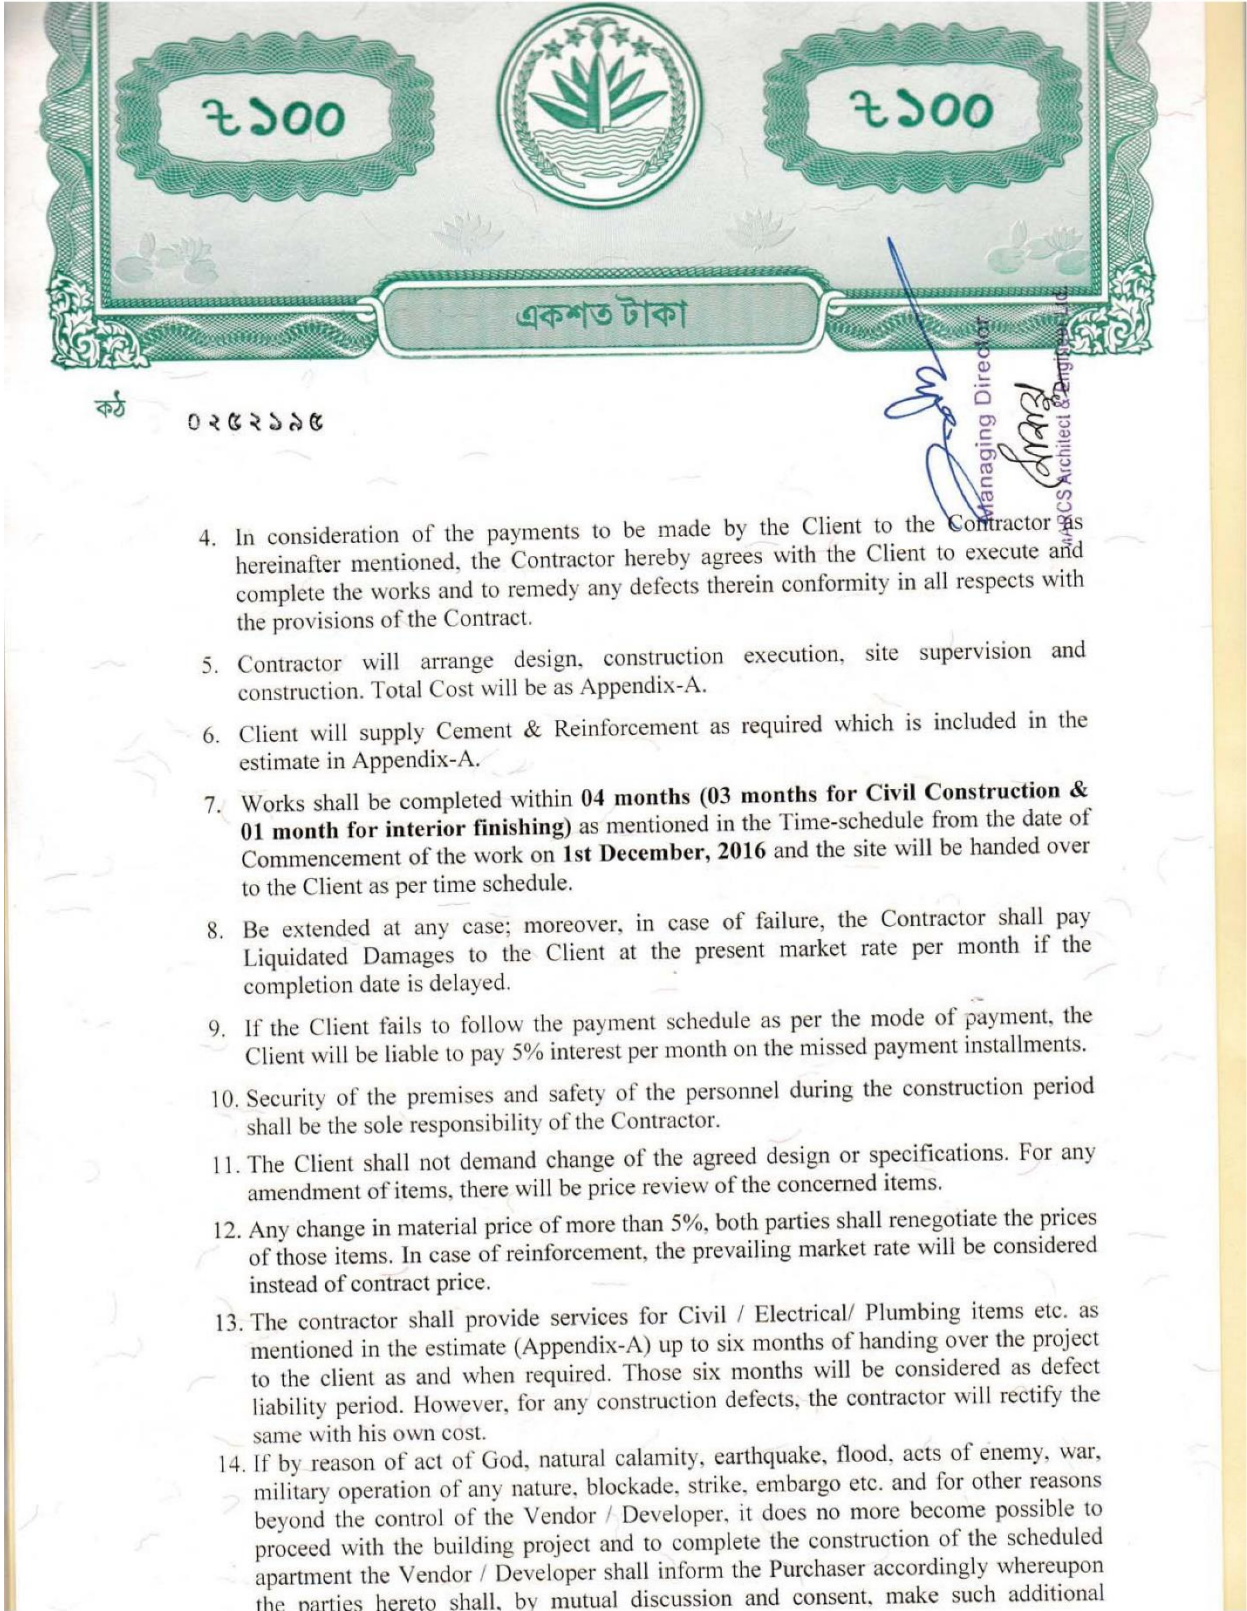 ৳১০০
৳১০০
একশত টাকা
কঠ
০২৫২১৯৫
Managing Director
MARCS Architect & Engineer Ltd.
4. In consideration of the payments to be made by the Client to the Contractor as
hereinafter mentioned, the Contractor hereby agrees with the Client to execute and
complete the works and to remedy any defects therein conformity in all respects with
the provisions of the Contract.
5. Contractor will arrange design, construction execution, site supervision and
construction. Total Cost will be as Appendix-A.
6. Client will supply Cement & Reinforcement as required which is included in the
estimate in Appendix-A.
7. Works shall be completed within 04 months (03 months for Civil Construction &
01 month for interior finishing) as mentioned in the Time-schedule from the date of
Commencement of the work on 1st December, 2016 and the site will be handed over
to the Client as per time schedule.
8. Be extended at any case; moreover, in case of failure, the Contractor shall pay
Liquidated Damages to the Client at the present market rate per month if the
completion date is delayed.
9. If the Client fails to follow the payment schedule as per the mode of payment, the
Client will be liable to pay 5% interest per month on the missed payment installments.
10. Security of the premises and safety of the personnel during the construction period
shall be the sole responsibility of the Contractor.
11. The Client shall not demand change of the agreed design or specifications. For any
amendment of items, there will be price review of the concerned items.
12. Any change in material price of more than 5%, both parties shall renegotiate the prices
of those items. In case of reinforcement, the prevailing market rate will be considered
instead of contract price.
13. The contractor shall provide services for Civil / Electrical/ Plumbing items etc. as
mentioned in the estimate (Appendix-A) up to six months of handing over the project
to the client as and when required. Those six months will be considered as defect
liability period. However, for any construction defects, the contractor will rectify the
same with his own cost.
14. If by reason of act of God, natural calamity, earthquake, flood, acts of enemy, war,
military operation of any nature, blockade, strike, embargo etc. and for other reasons
beyond the control of the Vendor / Developer, it does no more become possible to
proceed with the building project and to complete the construction of the scheduled
apartment the Vendor / Developer shall inform the Purchaser accordingly whereupon
the parties hereto shall, by mutual discussion and consent, make such additional